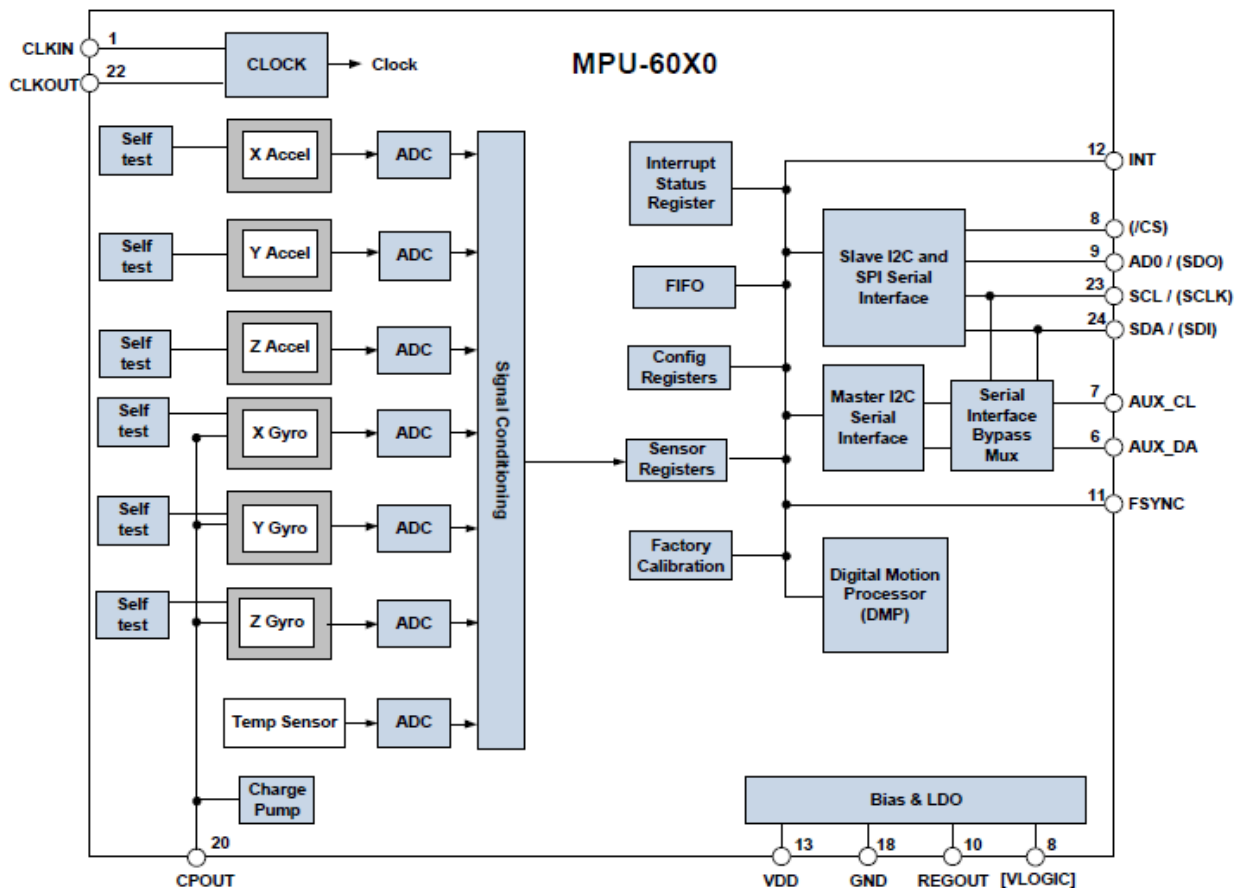 MPU-60X0
CLKIN
1
CLKOUT
22
CLOCK
Clock
Self
test
X Accel
ADC
Self
test
Y Accel
ADC
Self
test
Z Accel
ADC
Self
test
X Gyro
ADC
Self
test
Y Gyro
ADC
Self
test
Z Gyro
ADC
Temp Sensor
ADC
Charge
Pump
20
CPOUT
Signal Conditioning
Interrupt
Status
Register
FIFO
Config
Registers
Sensor
Registers
Factory
Calibration
Slave I2C and
SPI Serial
Interface
Master I2C
Serial
Interface
Serial
Interface
Bypass
Mux
Digital Motion
Processor
(DMP)
12
INT
8
(/CS)
9
AD0 / (SDO)
23
SCL / (SCLK)
24
SDA / (SDI)
7
AUX_CL
6
AUX_DA
11
FSYNC
Bias & LDO
13
18
10
8
VDD
GND
REGOUT
[VLOGIC]